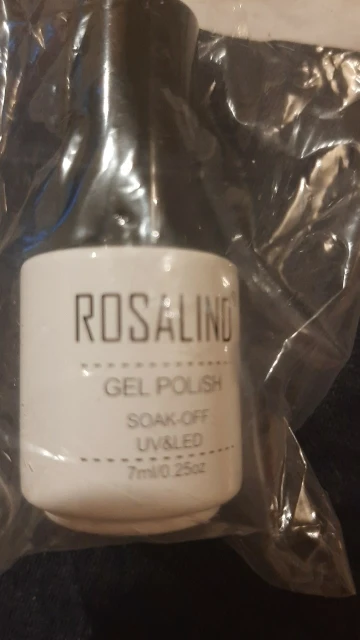 ROSALIND
GEL POLISH
SOAK-OFF
UV&LED
7ml/0.25oz